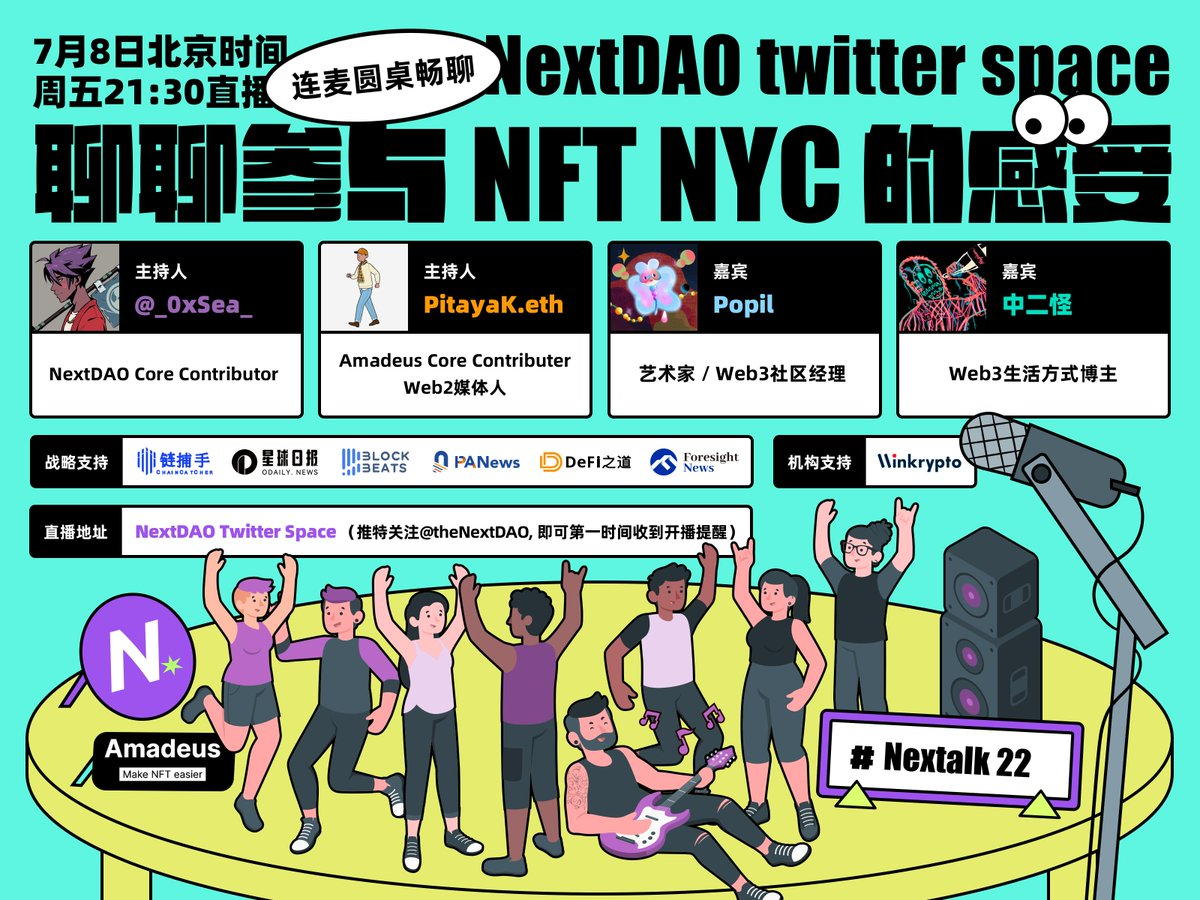 7月8日北京时间
周五21:30直播
连麦圆桌畅聊
NextDAO twitter space
聊聊参与 NFT NYC 的感受
主持人
@_0xSea_
NextDAO Core Contributor
主持人
PitayaK.eth
Amadeus Core Contributer
Web2媒体人
嘉宾
Popil
艺术家 / Web3社区经理
嘉宾
中二怪
Web3生活方式博主
战略支持
链捕手
CHAINCATCHER
星球日报
ODAILY. NEWS
BLOCK
BEATS
PANews
DeFi之道
Foresight
News
机构支持
Winkrypto
直播地址
NextDAO Twitter Space（推特关注@theNextDAO, 即可第一时间收到开播提醒）
N
Amadeus
Make NFT easier
# Nextalk 22